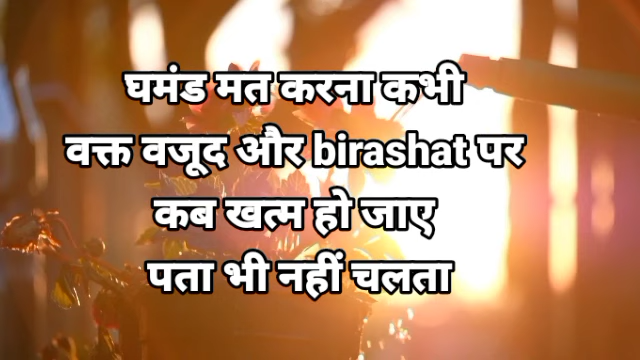 घमंड मत करना कभी
वक्त वजूद और birashat पर
कब खत्म हो जाए
पता भी नहीं चलता